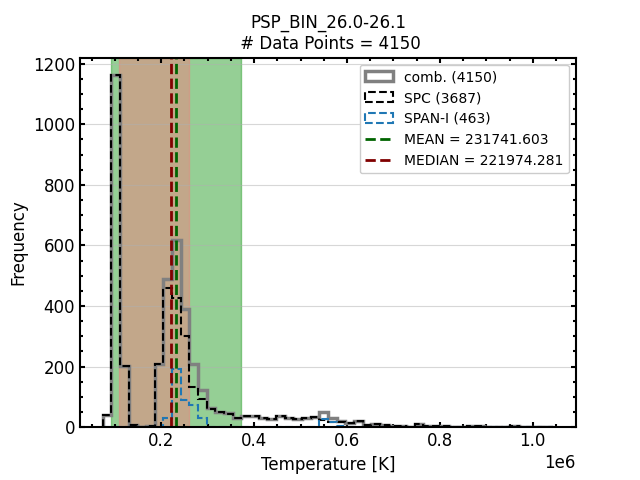 PSP_BIN_26.0-26.1
# Data Points = 4150
comb. (4150)
SPC (3687)
SPAN-I (463)
MEAN = 231741.603
MEDIAN = 221974.281
Frequency
1200
1000
800
600
400
200
0
0.2
0.4
0.6
0.8
1.0
1e6
Temperature [K]